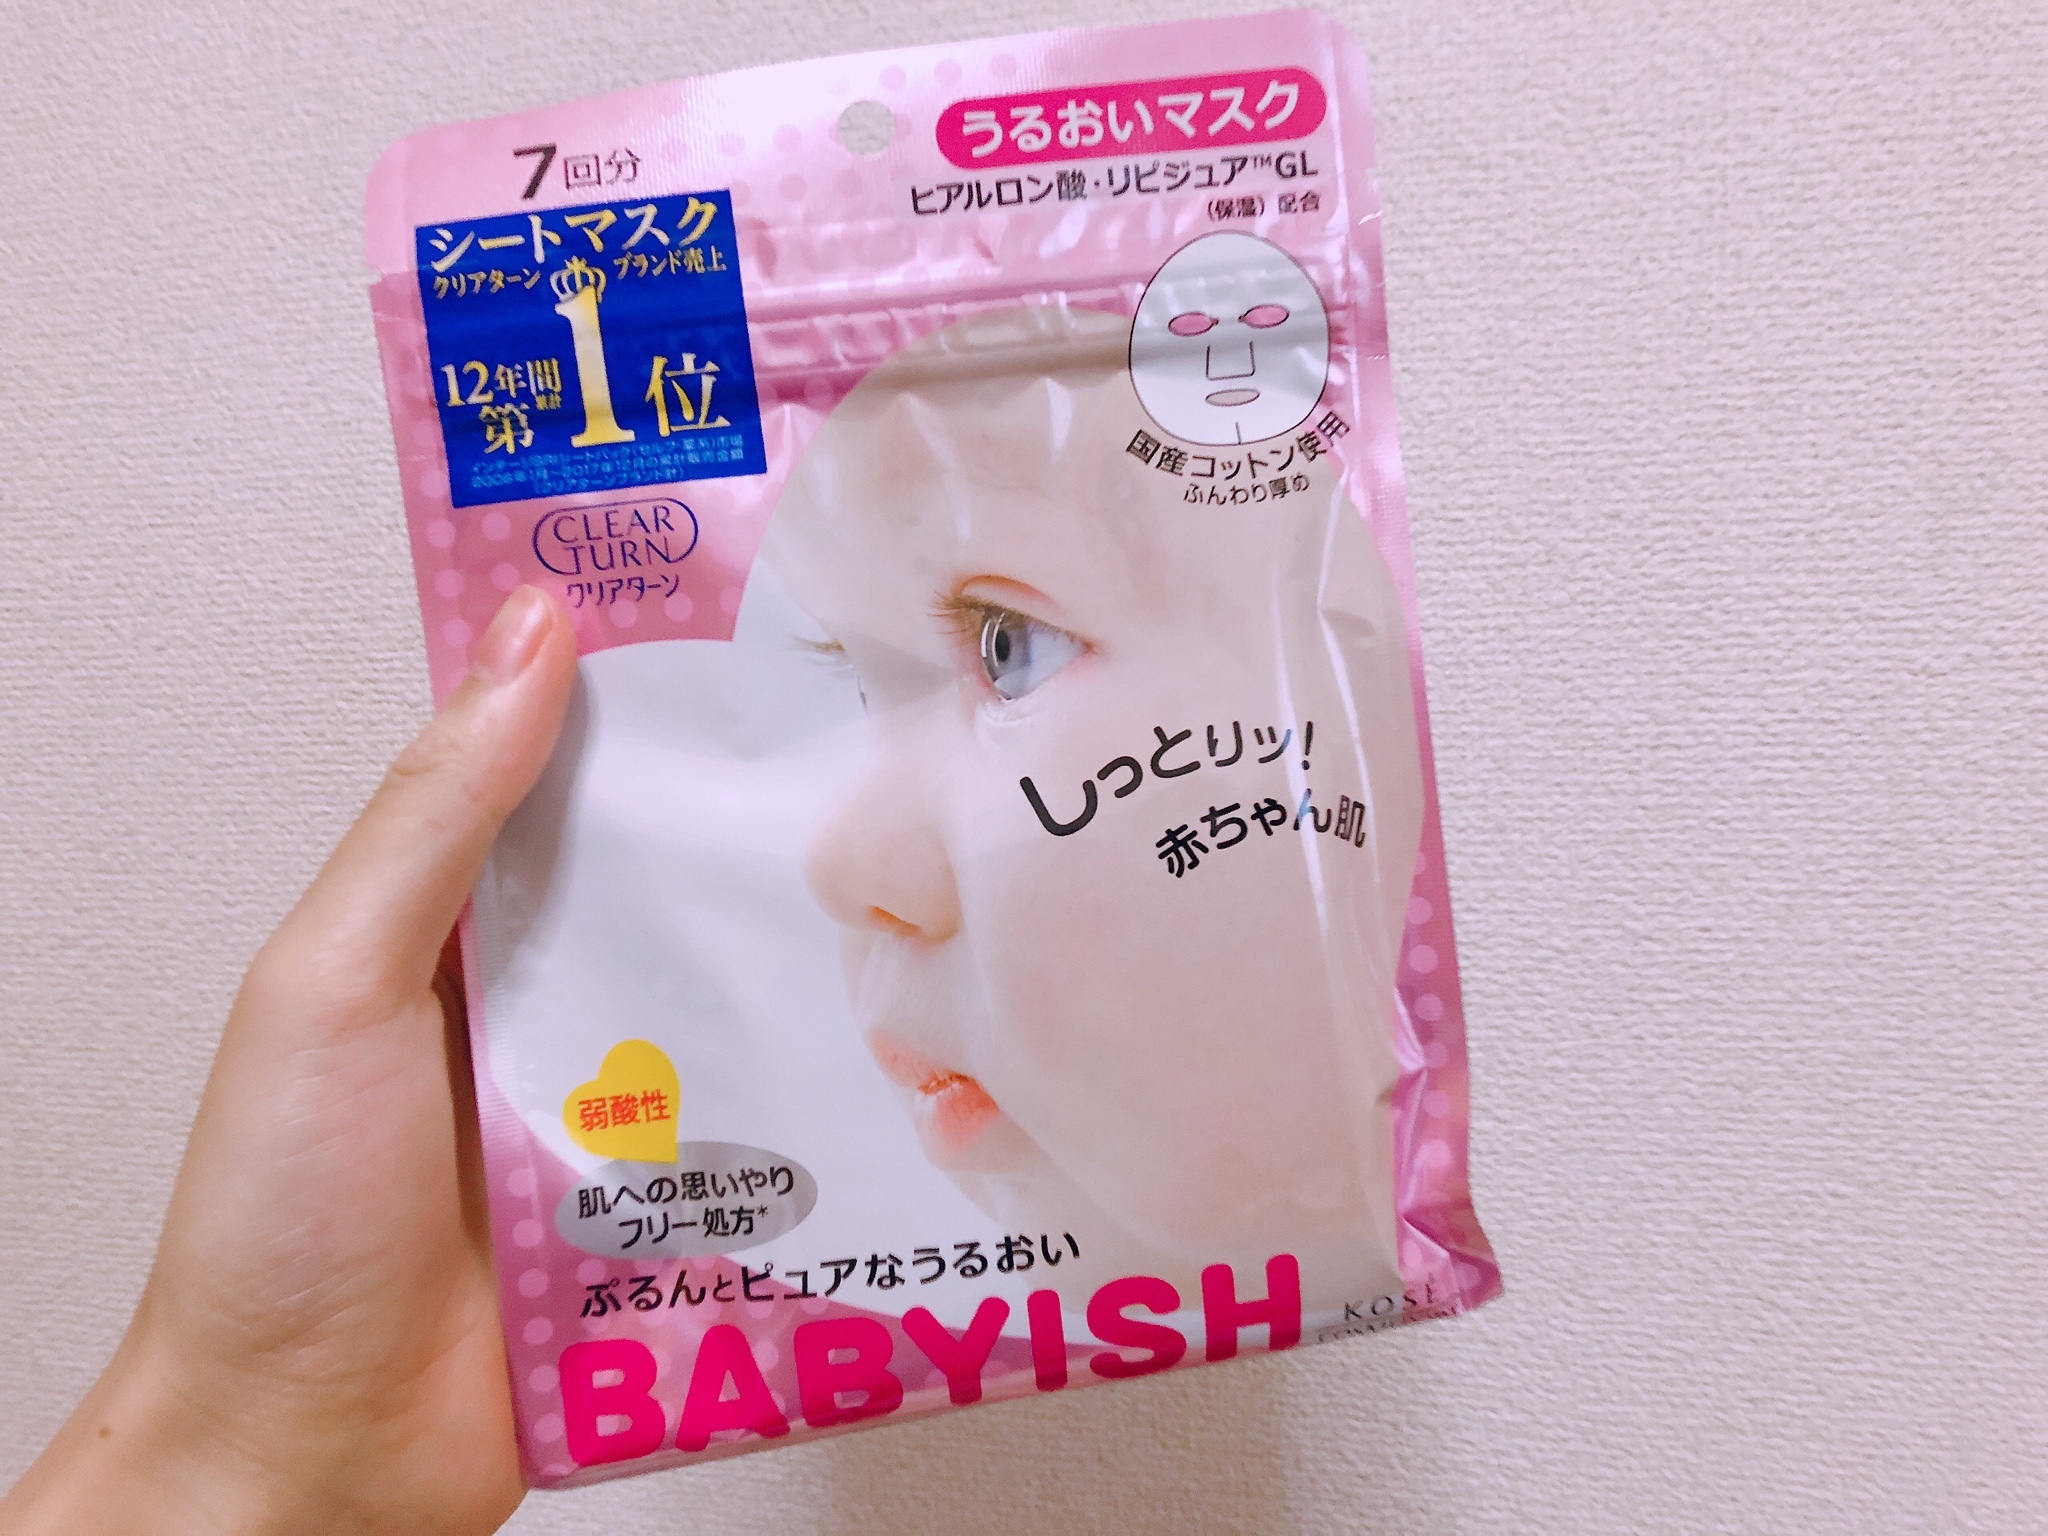 7回分
うるおいマスク
ヒアルロン酸・リピジュア™GL
(保湿) 配合
シートマスク
クリアターン ブランド売上
12年間 累計
第1位
CLEAR
TURN
クリアターン
国産コットン使用
ふんわり厚め
しっとりッ!
赤ちゃん肌
弱酸性
肌への思いやり
フリー処方*
ぷるんとピュアなうるおい
BABYISH
KOSÉ